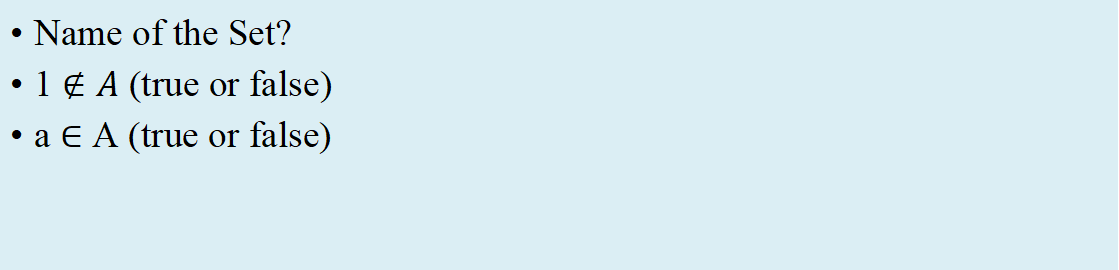 • Name of the Set?
• 1 ∉ A (true or false)
• a ∈ A (true or false)